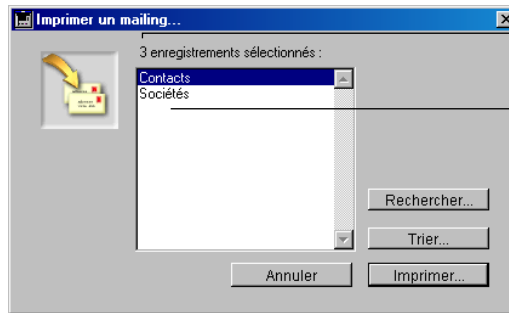 Imprimer un mailing...
3 enregistrements sélectionnés :
Contacts
Sociétés
Rechercher...
Trier...
Annuler
Imprimer...